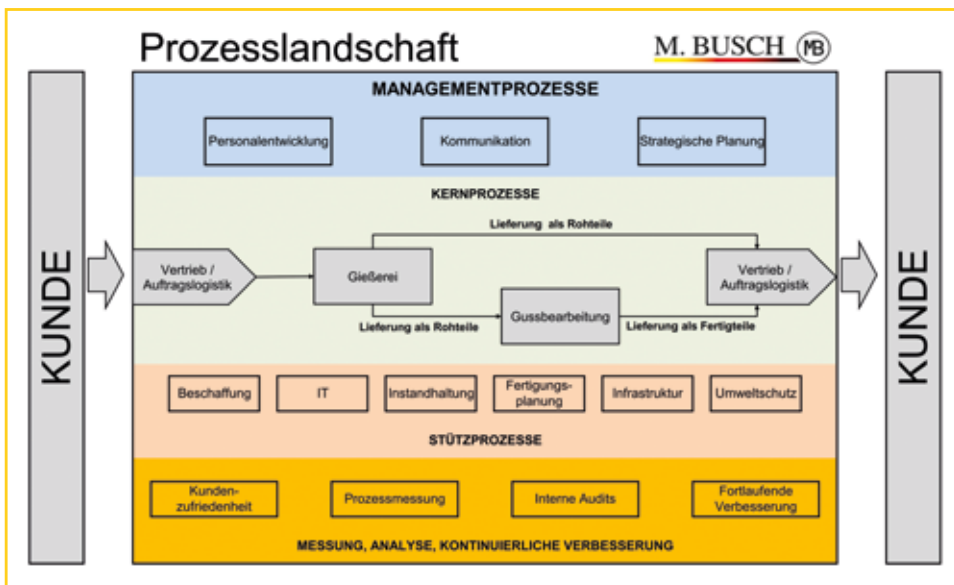 Prozesslandschaft
M. BUSCH MB
KUNDE
MANAGEMENTPROZESSE
Personalentwicklung
Kommunikation
Strategische Planung
KERNPROZESSE
Lieferung als Rohteile
Vertrieb /
Auftragslogistik
Gießerei
Vertrieb /
Auftragslogistik
Lieferung als Rohteile
Gussbearbeitung
Lieferung als Fertigteile
Beschaffung
IT
Instandhaltung
Fertigungs-
planung
Infrastruktur
Umweltschutz
STÜTZPROZESSE
Kunden-
zufriedenheit
Prozessmessung
Interne Audits
Fortlaufende
Verbesserung
MESSUNG, ANALYSE, KONTINUIERLICHE VERBESSERUNG
KUNDE